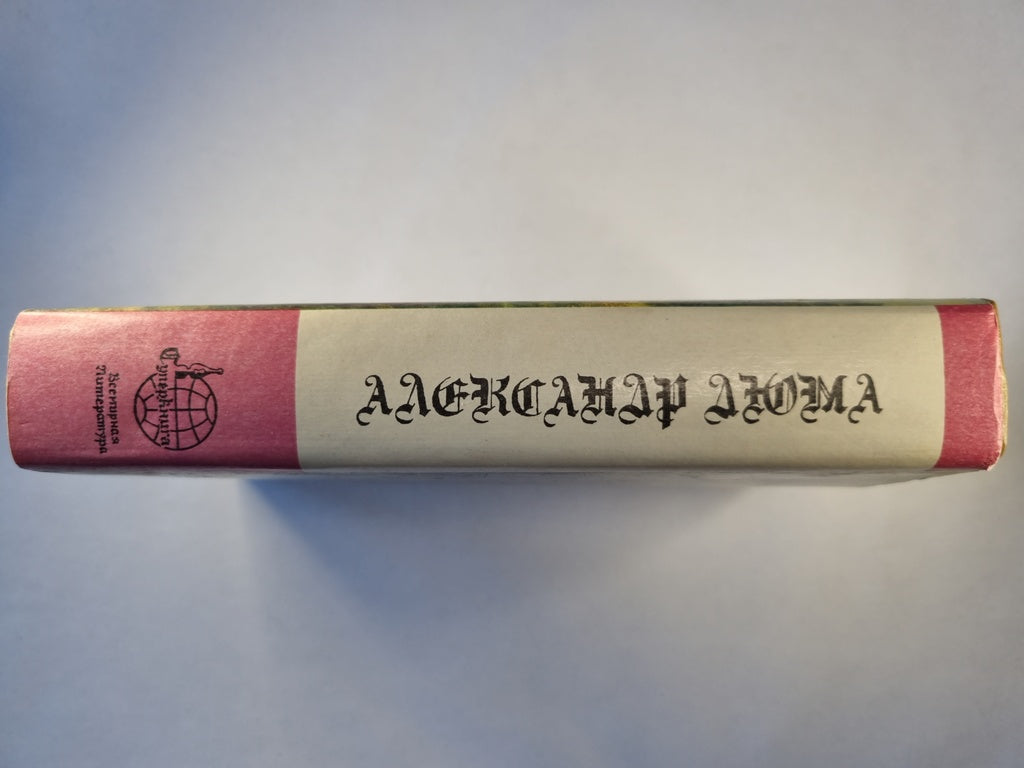 АЛЕКСАНДР ДЮМА
Суперкнига
Всемирная
Литература